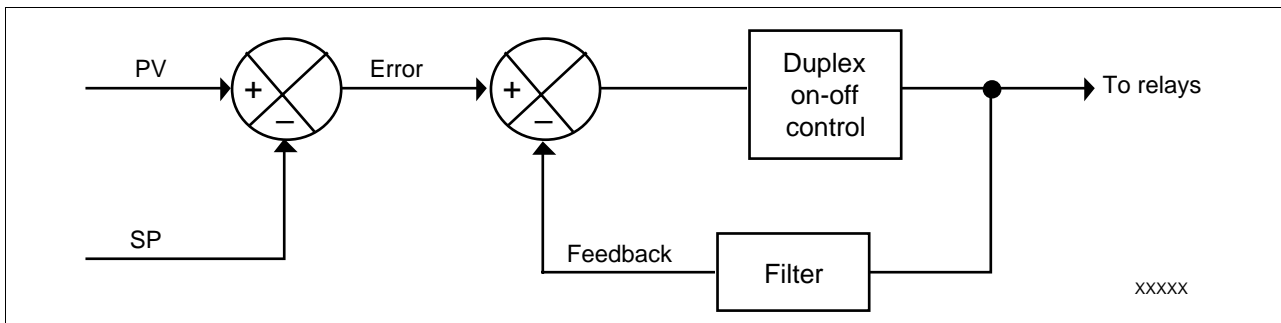 PV
Error
+
−
+
−
Duplex
on-off
control
To relays
SP
Feedback
Filter
XXXXX